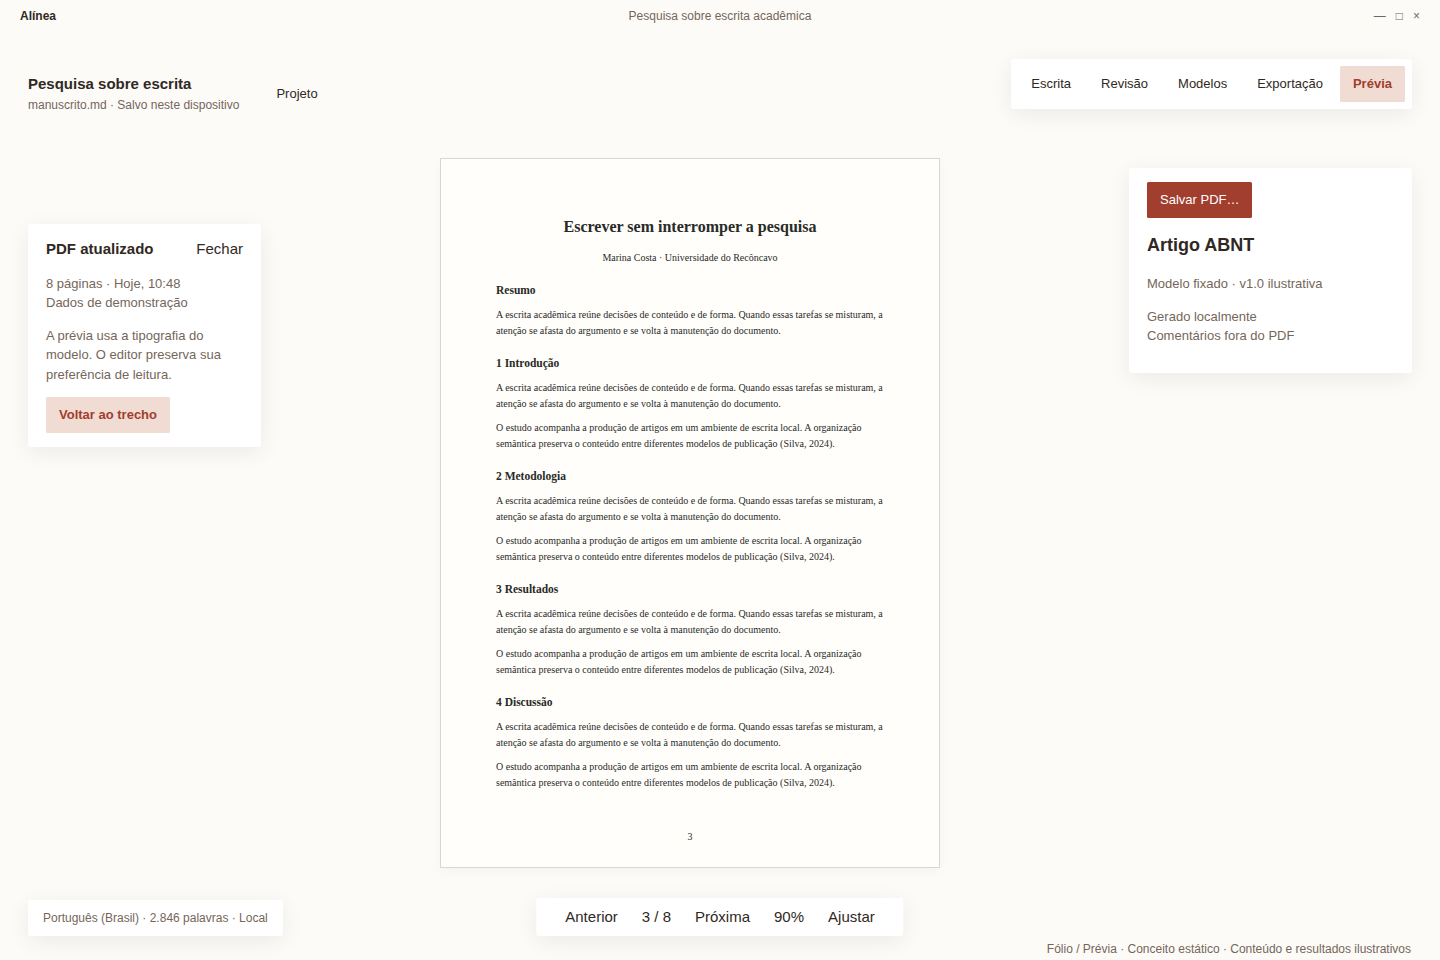 Alínea
Pesquisa sobre escrita acadêmica
— □ ×
Pesquisa sobre escrita
manuscrito.md · Salvo neste dispositivo
Projeto
Escrita Revisão Modelos Exportação Prévia
PDF atualizado Fechar
8 páginas · Hoje, 10:48
Dados de demonstração
A prévia usa a tipografia do
modelo. O editor preserva sua
preferência de leitura.
Voltar ao trecho
Escrever sem interromper a pesquisa
Marina Costa · Universidade do Recôncavo
Resumo
A escrita acadêmica reúne decisões de conteúdo e de forma. Quando essas tarefas se misturam, a
atenção se afasta do argumento e se volta à manutenção do documento.
1 Introdução
A escrita acadêmica reúne decisões de conteúdo e de forma. Quando essas tarefas se misturam, a
atenção se afasta do argumento e se volta à manutenção do documento.
O estudo acompanha a produção de artigos em um ambiente de escrita local. A organização
semântica preserva o conteúdo entre diferentes modelos de publicação (Silva, 2024).
2 Metodologia
A escrita acadêmica reúne decisões de conteúdo e de forma. Quando essas tarefas se misturam, a
atenção se afasta do argumento e se volta à manutenção do documento.
O estudo acompanha a produção de artigos em um ambiente de escrita local. A organização
semântica preserva o conteúdo entre diferentes modelos de publicação (Silva, 2024).
3 Resultados
A escrita acadêmica reúne decisões de conteúdo e de forma. Quando essas tarefas se misturam, a
atenção se afasta do argumento e se volta à manutenção do documento.
O estudo acompanha a produção de artigos em um ambiente de escrita local. A organização
semântica preserva o conteúdo entre diferentes modelos de publicação (Silva, 2024).
4 Discussão
A escrita acadêmica reúne decisões de conteúdo e de forma. Quando essas tarefas se misturam, a
atenção se afasta do argumento e se volta à manutenção do documento.
O estudo acompanha a produção de artigos em um ambiente de escrita local. A organização
semântica preserva o conteúdo entre diferentes modelos de publicação (Silva, 2024).
3
Salvar PDF…
Artigo ABNT
Modelo fixado · v1.0 ilustrativa
Gerado localmente
Comentários fora do PDF
Português (Brasil) · 2.846 palavras · Local
Anterior 3 / 8 Próxima 90% Ajustar
Fólio / Prévia · Conceito estático · Conteúdo e resultados ilustrativos